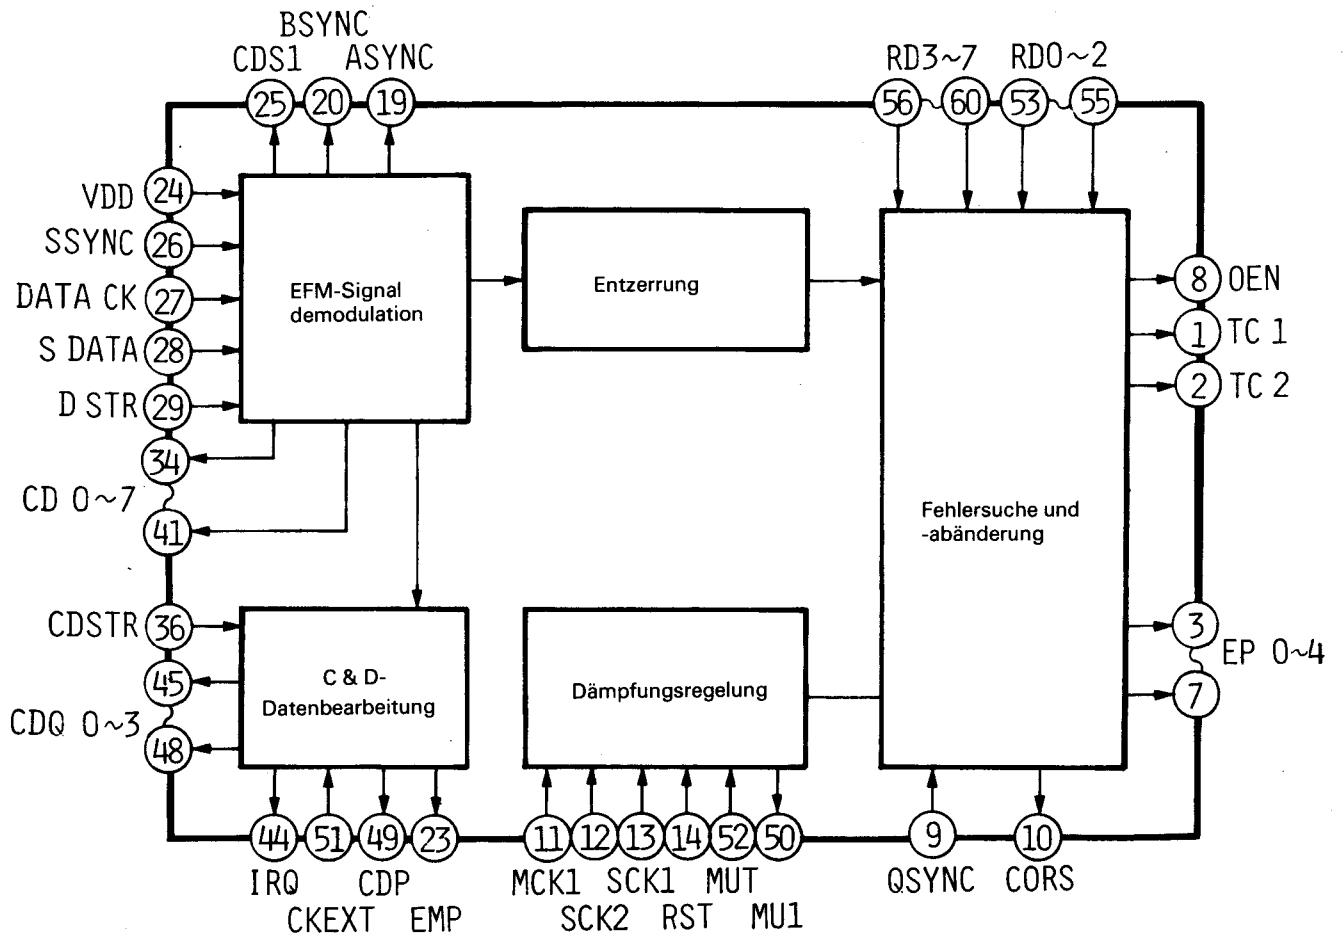 BSYNC
CDS1 ASYNC
RD3~7 RD0~2
25 20 19 56 60 53 55
VDD 24
SSYNC 26
DATA CK 27
S DATA 28
D STR 29
34
CD 0~7
41
EFM-Signal
demodulation
Entzerrung
8 OEN
1 TC 1
2 TC 2
Fehlersuche und
-abänderung
CDSTR 36
45
CDQ 0~3
48
C & D-
Datenbearbeitung
Dämpfungsregelung
3
EP 0~4
7
44 51 49 23 11 12 13 14 52 50 9 10
IRQ CDP MCK1 SCK1 MUT QSYNC CORS
CKEXT EMP SCK2 RST MU1